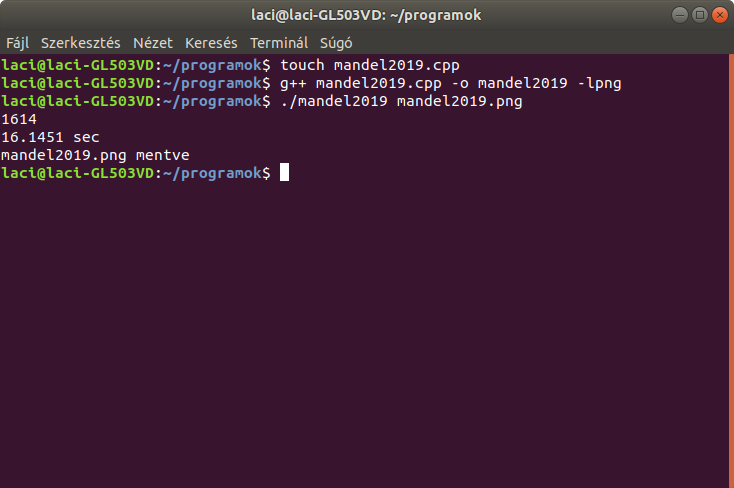 laci@laci-GL503VD: ~/programok
Fájl Szerkesztés Nézet Keresés Terminál Súgó
laci@laci-GL503VD:~/programok$ touch mandel2019.cpp
laci@laci-GL503VD:~/programok$ g++ mandel2019.cpp -o mandel2019 -lpng
laci@laci-GL503VD:~/programok$ ./mandel2019 mandel2019.png
1614
16.1451 sec
mandel2019.png mentve
laci@laci-GL503VD:~/programok$